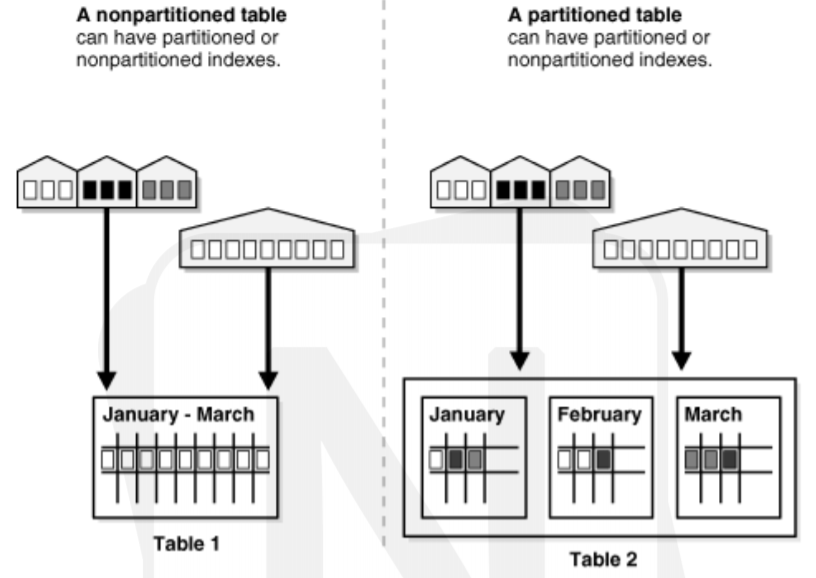 A nonpartitioned table
can have partitioned or
nonpartitioned indexes.
A partitioned table
can have partitioned or
nonpartitioned indexes.
January - March
Table 1
January
February
March
Table 2